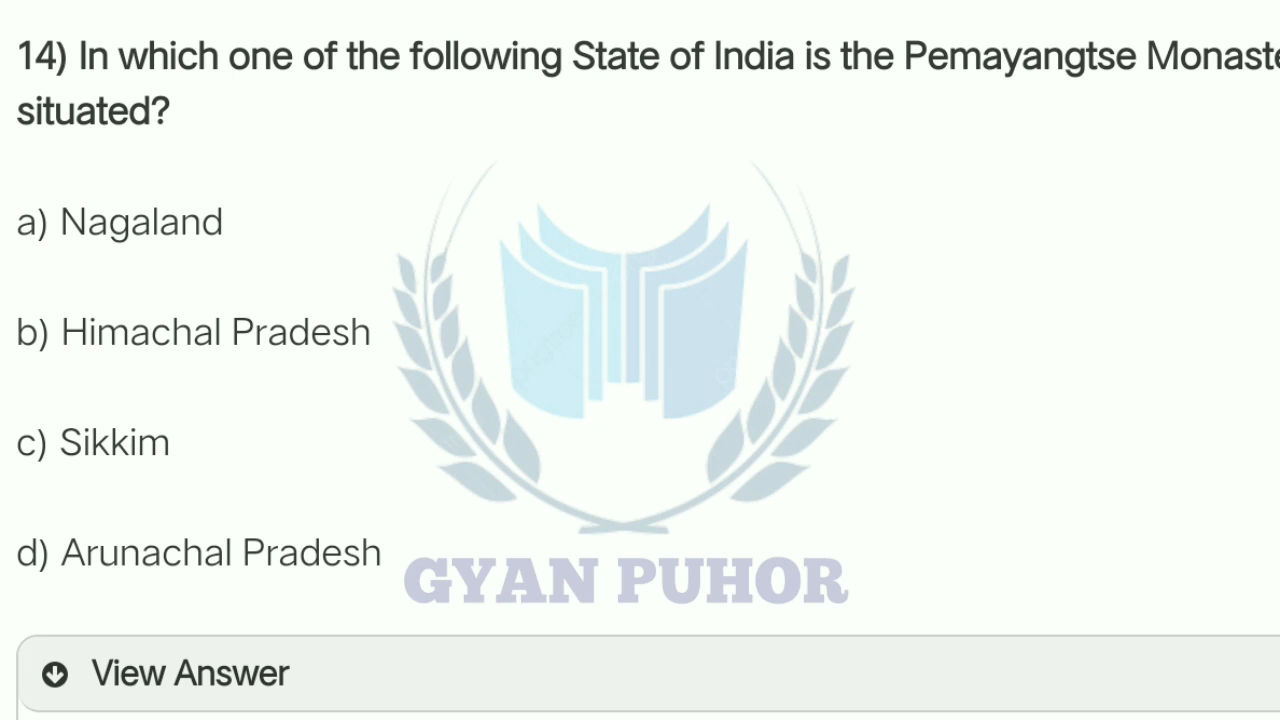 14) In which one of the following State of India is the Pemayangtse Monaste
situated?
a) Nagaland
b) Himachal Pradesh
c) Sikkim
d) Arunachal Pradesh
GYAN PUHOR
View Answer